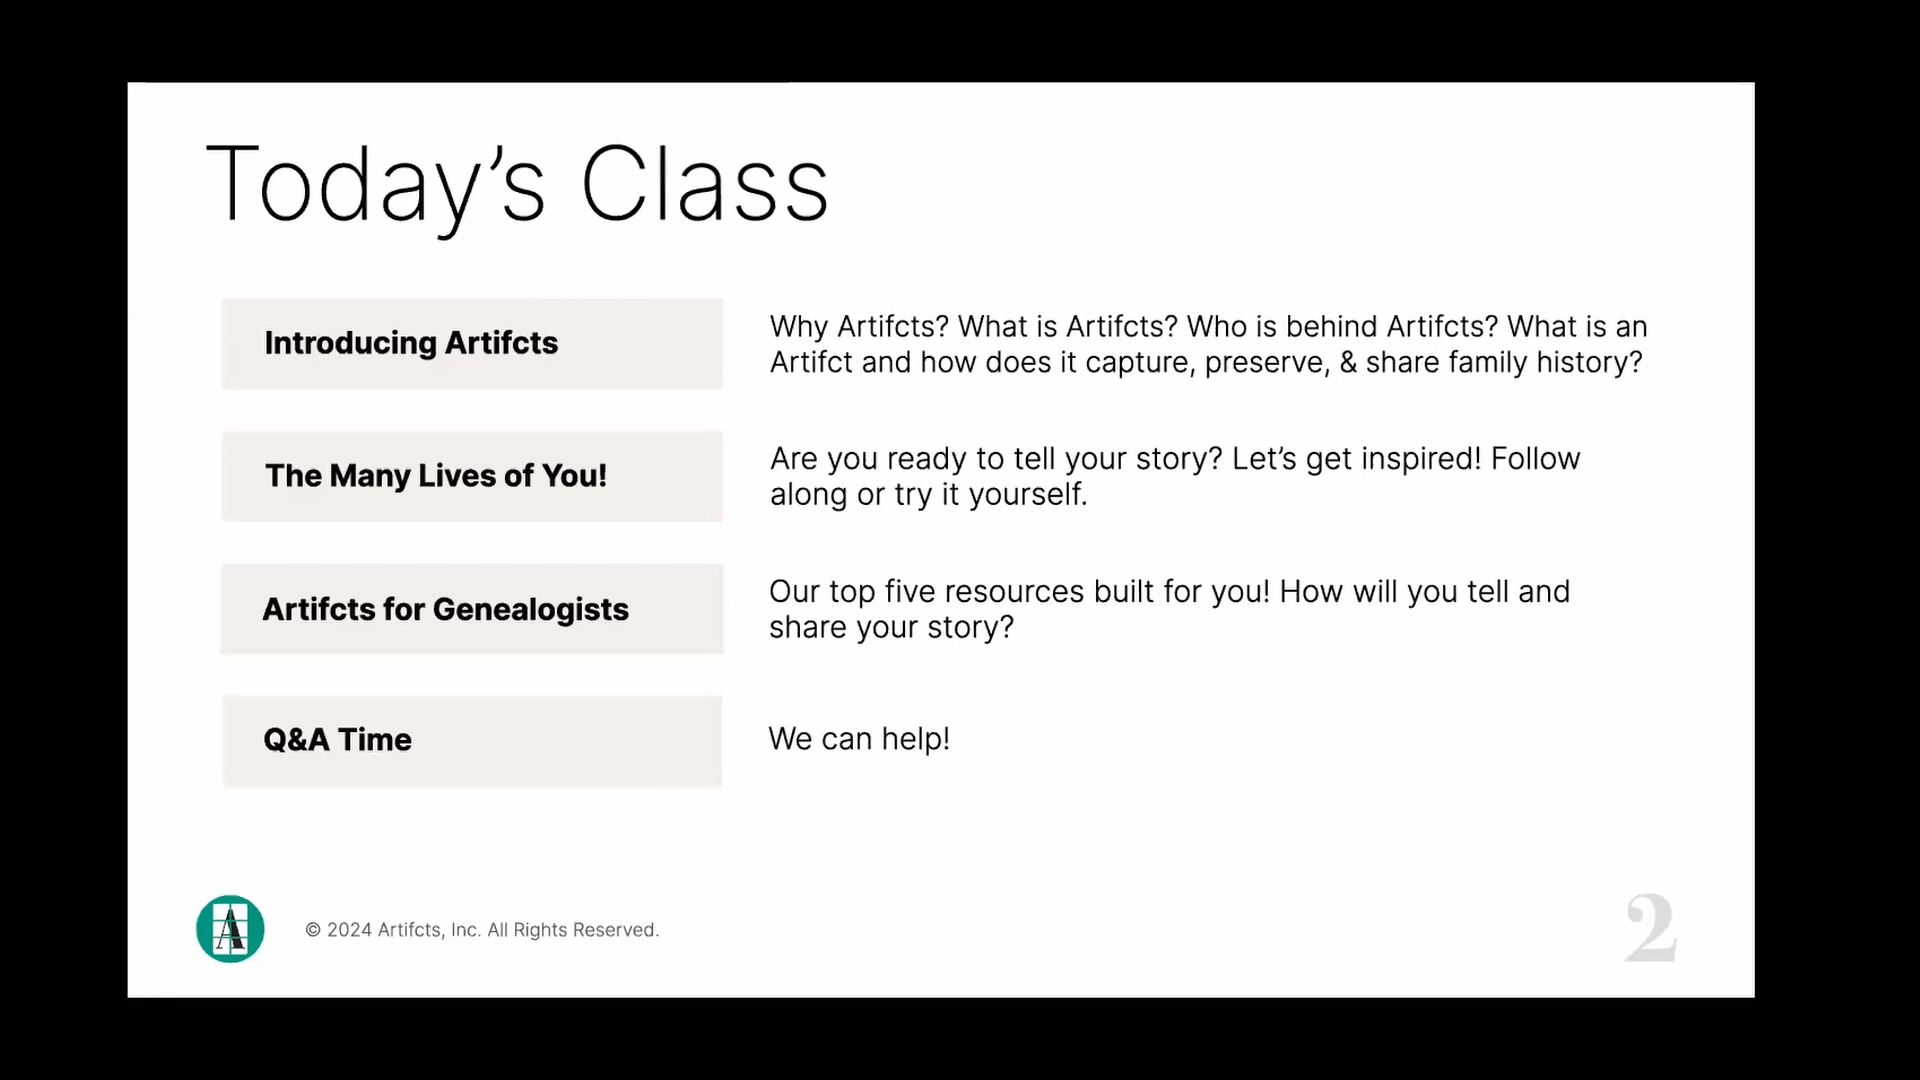 Today’s Class
Introducing Artifcts
Why Artifcts? What is Artifcts? Who is behind Artifcts? What is an
Artifct and how does it capture, preserve, & share family history?
The Many Lives of You!
Are you ready to tell your story? Let’s get inspired! Follow
along or try it yourself.
Artifcts for Genealogists
Our top five resources built for you! How will you tell and
share your story?
Q&A Time
We can help!
A
© 2024 Artifcts, Inc. All Rights Reserved.
2